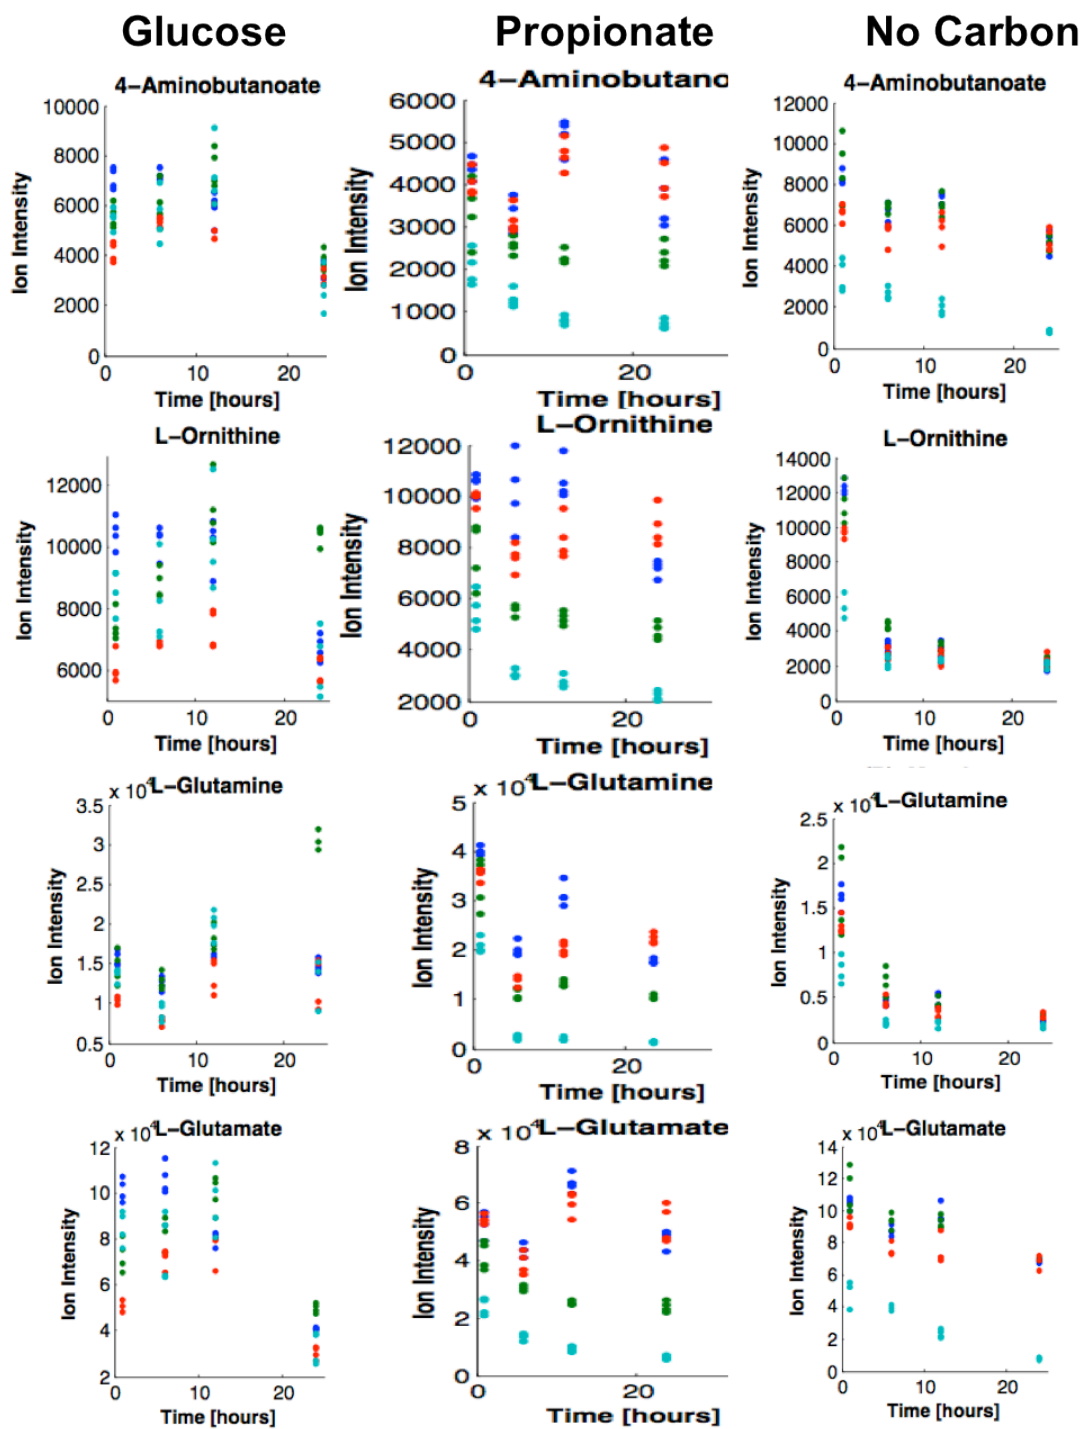 Glucose Propionate No Carbon
4−Aminobutanoate
10000
8000
6000
4000
2000
0
0 10 20
Ion Intensity
Time [hours]
4−Aminobutano
6000
5000
4000
3000
2000
1000
0
0 20
Ion Intensity
Time [hours]
4−Aminobutanoate
12000
10000
8000
6000
4000
2000
0
0 10 20
Ion Intensity
Time [hours]
L−Ornithine
12000
10000
8000
6000
0 20
Ion Intensity
Time [hours]
L−Ornithine
12000
10000
8000
6000
4000
2000
0 20
Ion Intensity
Time [hours]
L−Ornithine
14000
12000
10000
8000
6000
4000
2000
0
0 10 20
Ion Intensity
Time [hours]
x 10⁴ L−Glutamine
3.5
3
2.5
2
1.5
1
0.5
0 10 20
Ion Intensity
Time [hours]
x 10⁴ L−Glutamine
5
4
3
2
1
0
0 20
Ion Intensity
Time [hours]
x 10⁴ L−Glutamine
2.5
2
1.5
1
0.5
0
0 10 20
Ion Intensity
Time [hours]
x 10⁴ L−Glutamate
12
10
8
6
4
2
0 10 20
Ion Intensity
Time [hours]
x 10⁴ L−Glutamate
8
6
4
2
0
0 20
Ion Intensity
Time [hours]
x 10⁴ L−Glutamate
14
12
10
8
6
4
2
0
0 10 20
Ion Intensity
Time [hours]